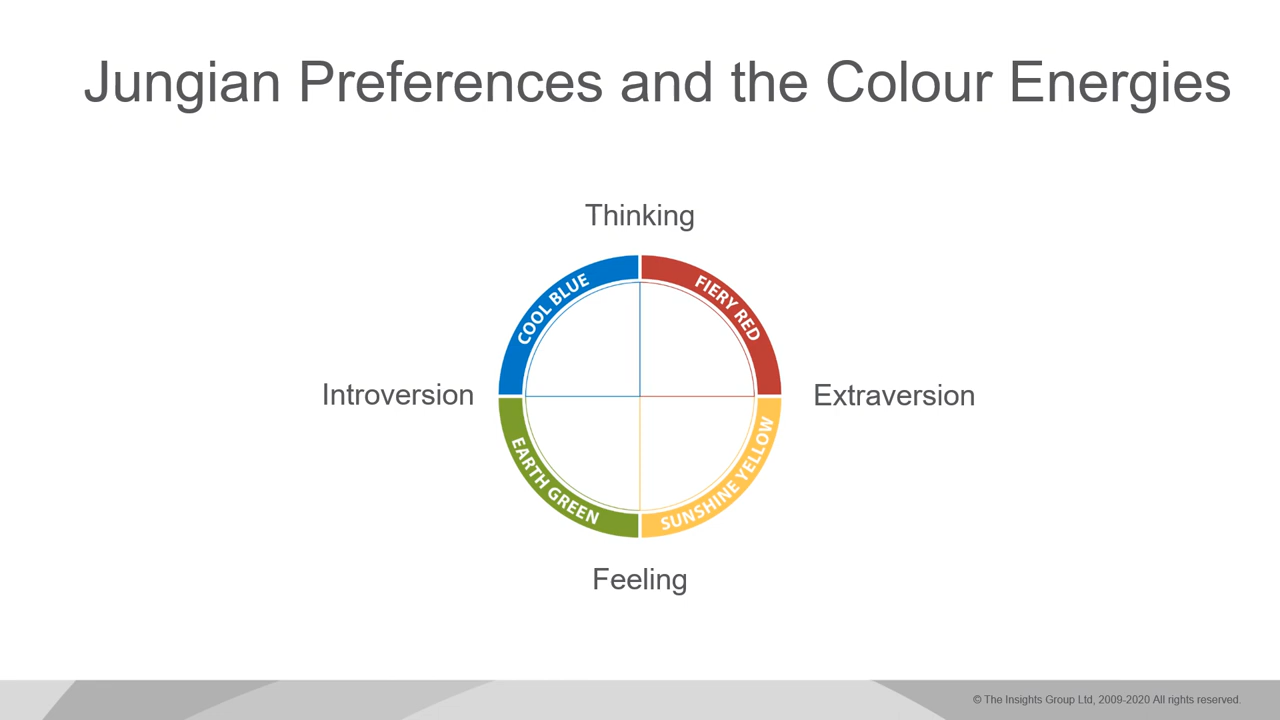 Jungian Preferences and the Colour Energies
Thinking
COOL BLUE
FIERY RED
Introversion
Extraversion
EARTH GREEN
SUNSHINE YELLOW
Feeling
© The Insights Group Ltd, 2009-2020 All rights reserved.